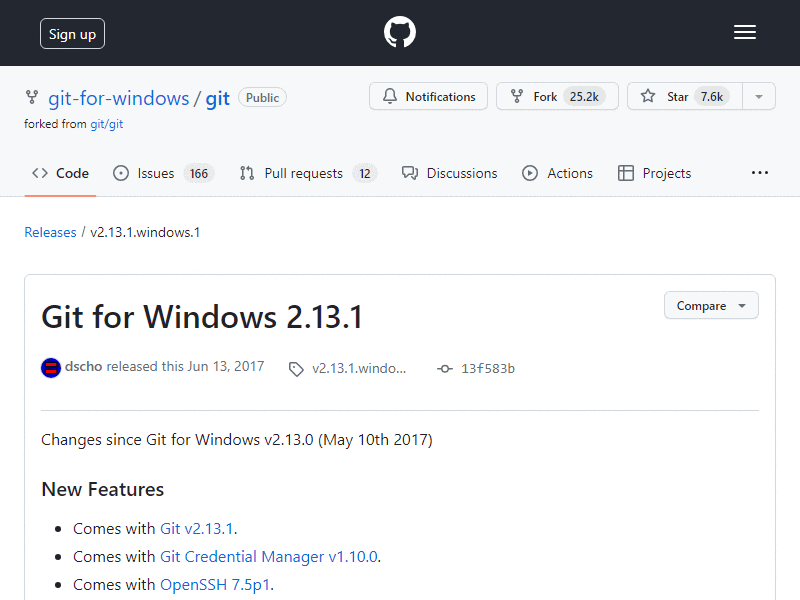 Sign up
git-for-windows / git Public Notifications Fork 25.2k Star 7.6k
forked from git/git
Code Issues 166 Pull requests 12 Discussions Actions Projects ...
Releases / v2.13.1.windows.1
Git for Windows 2.13.1 Compare
dscho released this Jun 13, 2017 v2.13.1.windo... 13f583b
Changes since Git for Windows v2.13.0 (May 10th 2017)
New Features
• Comes with Git v2.13.1.
• Comes with Git Credential Manager v1.10.0.
• Comes with OpenSSH 7.5p1.